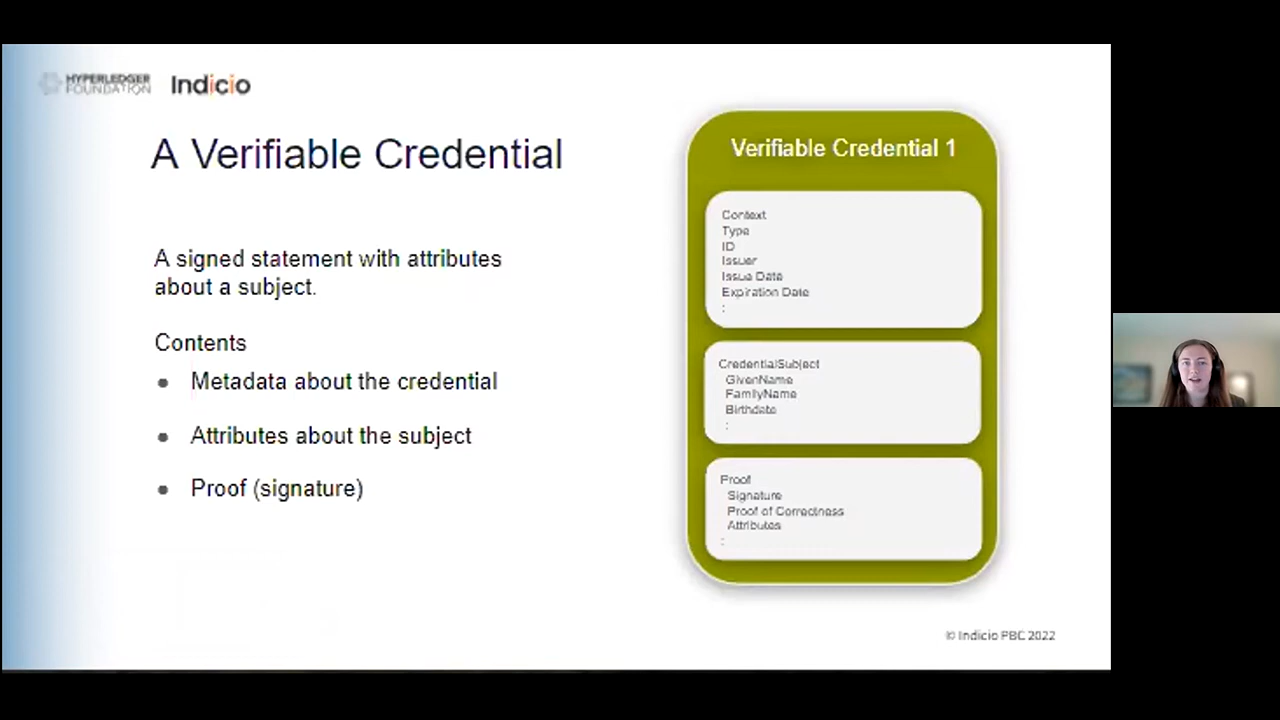 HYPERLEDGER
FOUNDATION
Indicio
A Verifiable Credential
A signed statement with attributes
about a subject.
Contents
● Metadata about the credential
● Attributes about the subject
● Proof (signature)
Verifiable Credential 1
Context
Type
ID
Issuer
Issue Date
Expiration Date
:
CredentialSubject
GivenName
FamilyName
Birthdate
:
Proof
Signature
Proof of Correctness
Attributes
:
© Indicio PBC 2022